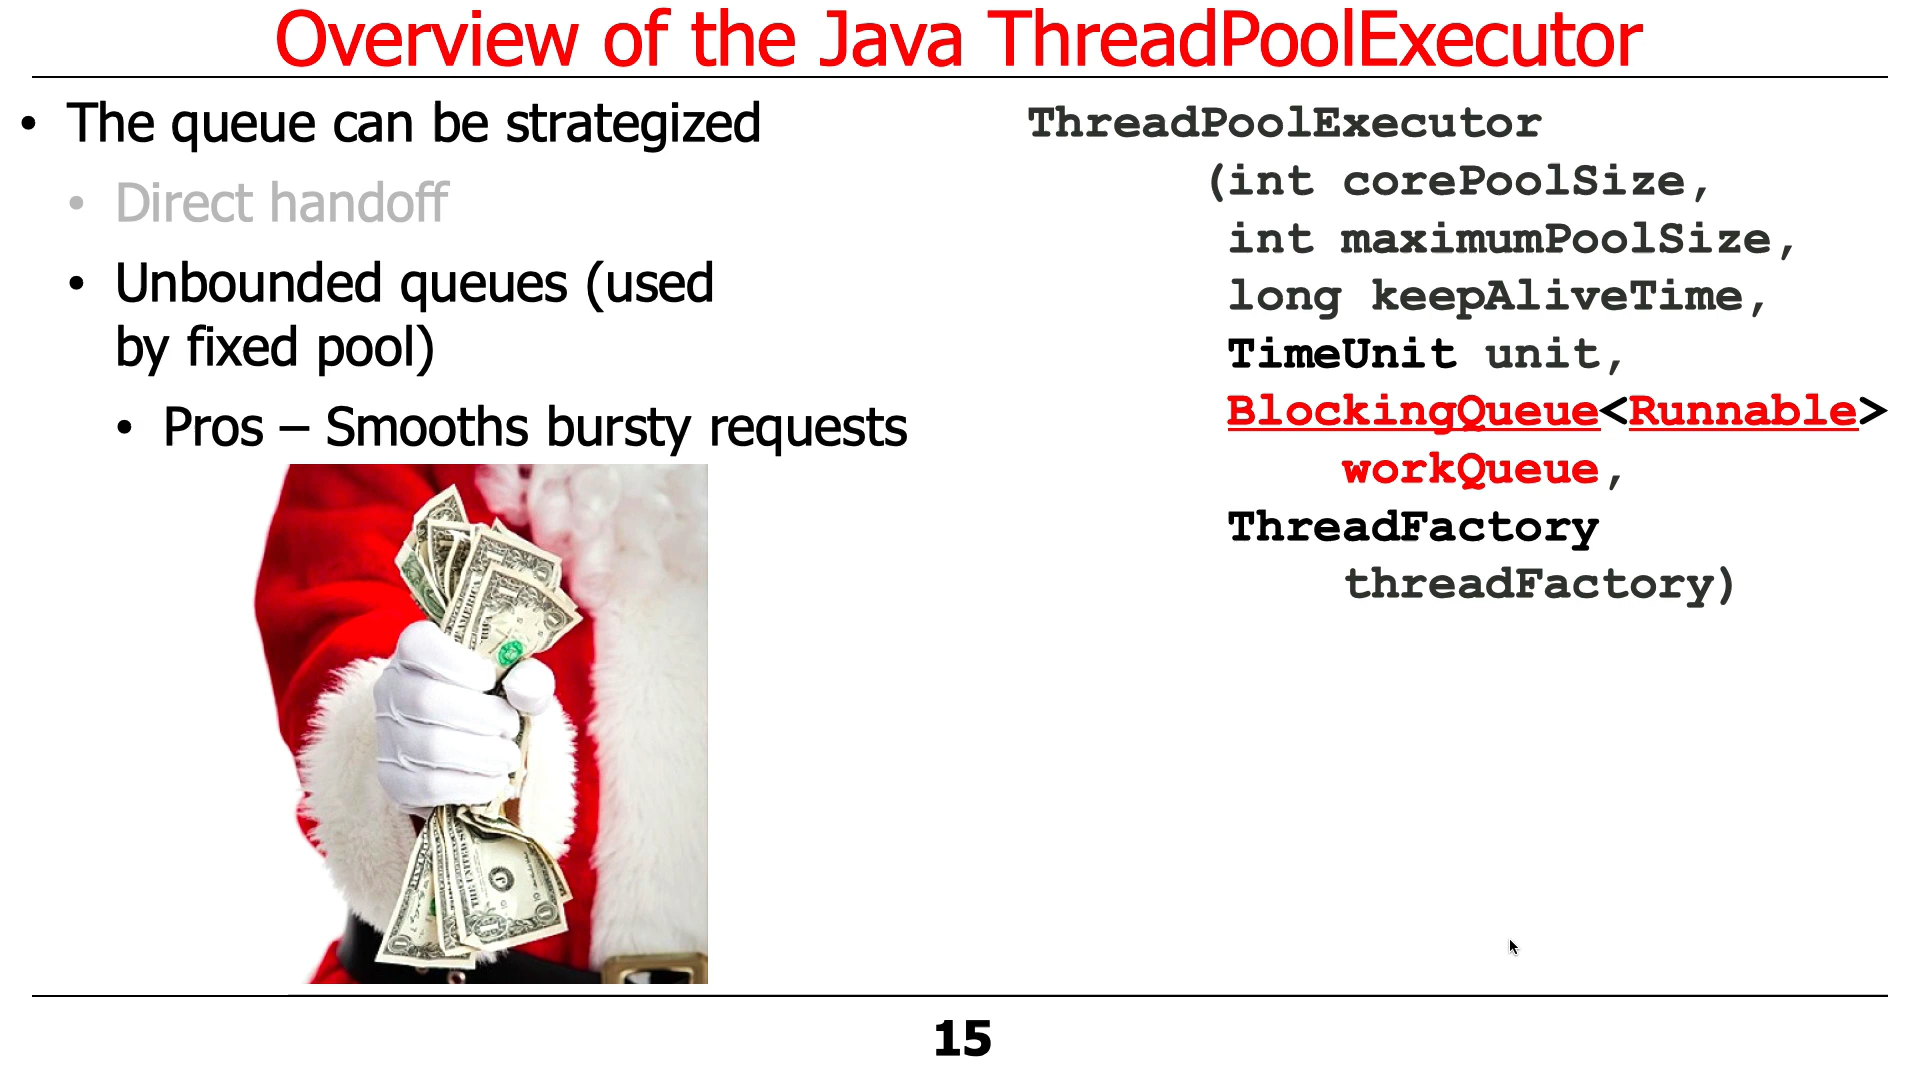 Overview of the Java ThreadPoolExecutor
• The queue can be strategized
• Direct handoff
• Unbounded queues (used
by fixed pool)
• Pros – Smooths bursty requests
ThreadPoolExecutor
(int corePoolSize,
int maximumPoolSize,
long keepAliveTime,
TimeUnit unit,
BlockingQueue<Runnable>
workQueue,
ThreadFactory
threadFactory)
15